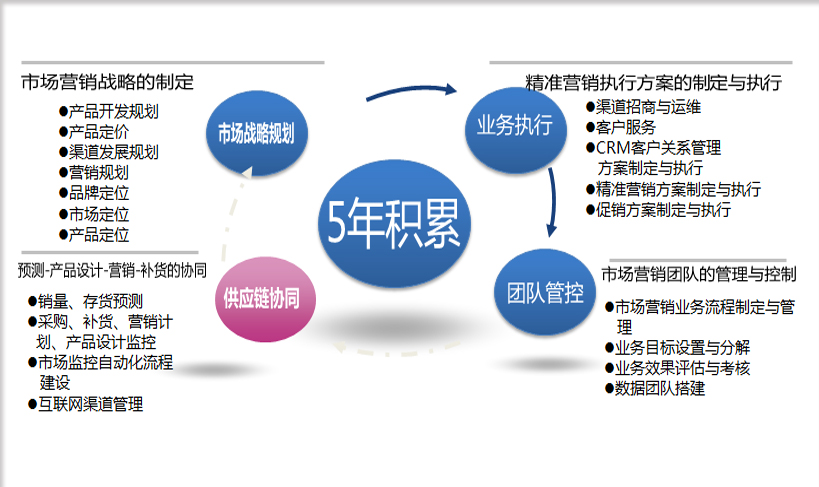 市场营销战略的制定
●产品开发规划
●产品定价
●渠道发展规划
●营销规划
●品牌定位
●市场定位
●产品定位
市场战略规划
业务执行
精准营销执行方案的制定与执行
●渠道招商与运维
●客户服务
●CRM客户关系管理
方案制定与执行
●精准营销方案制定与执行
●促销方案制定与执行
5年积累
预测-产品设计-营销-补货的协同
●销量、存货预测
●采购、补货、营销计
划、产品设计监控
●市场监控自动化流程
建设
●互联网渠道管理
供应链协同
团队管控
市场营销团队的管理与控制
●市场营销业务流程制定与管
理
●业务目标设置与分解
●业务效果评估与考核
●数据团队搭建